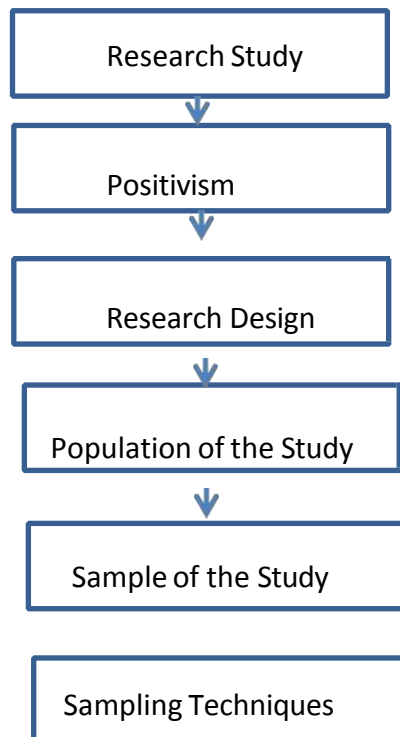 Research Study
Positivism
Research Design
Population of the Study
Sample of the Study
Sampling Techniques